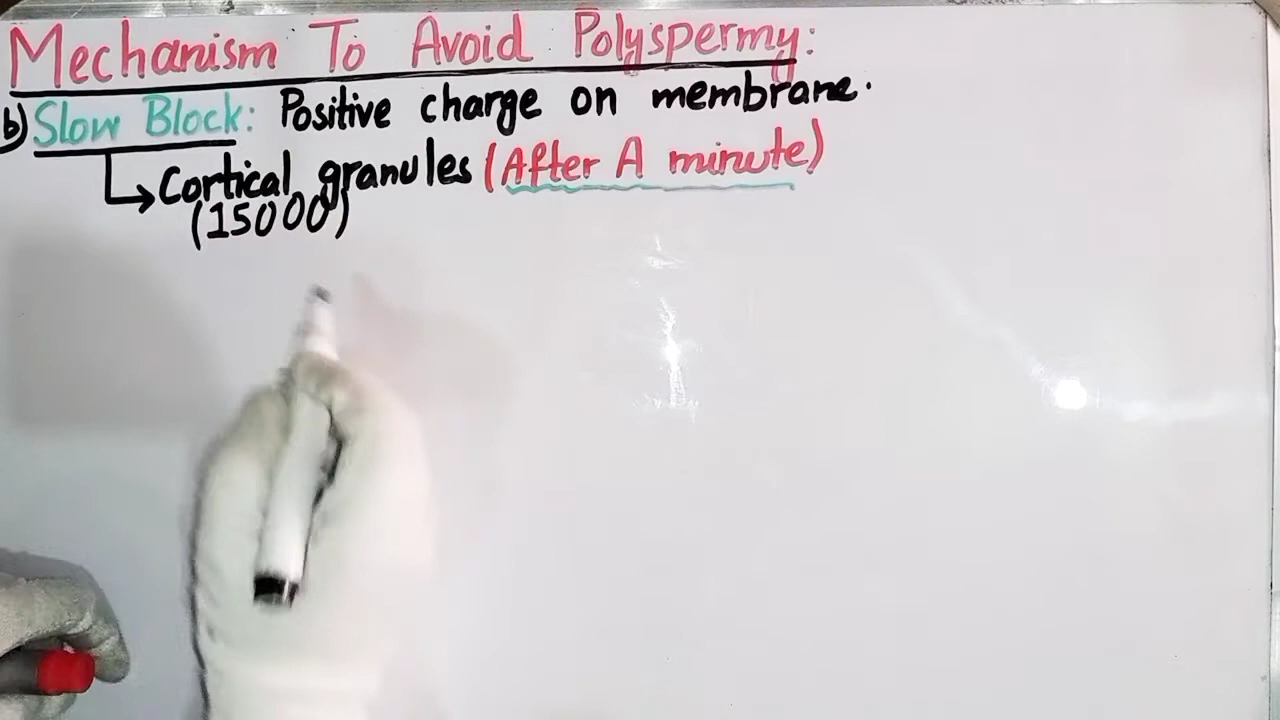 Mechanism To Avoid Polyspermy:
b) Slow Block: Positive charge on membrane.
Cortical granules (After A minute)
(15000)